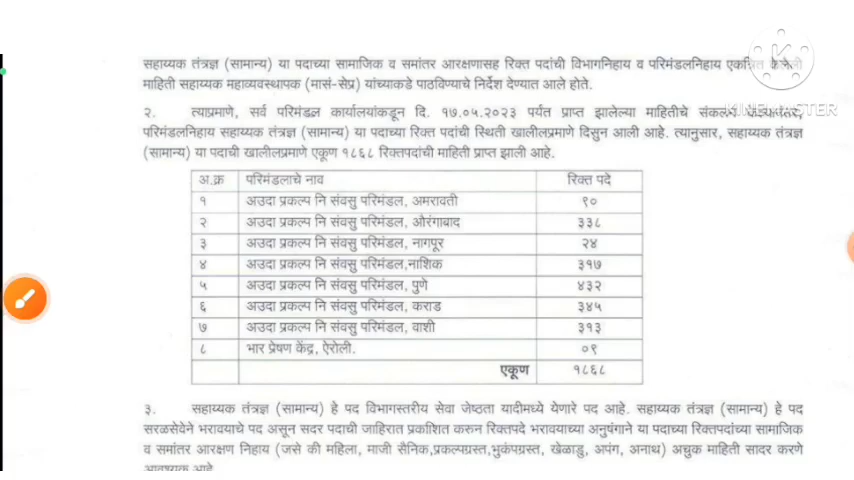 सहाय्यक तंत्रज्ञ (सामान्य) या पदाच्या सामाजिक व समांतर आरक्षणासह रिक्त पदांची विभागनिहाय व परिमंडलनिहाय एकत्रित केलेली
माहिती सहाय्यक महाव्यवस्थापक (मासं-सेप्र) यांच्याकडे पाठविण्याचे निर्देश देण्यात आले होते.
KINEMASTER
२. त्याप्रमाणे, सर्व परिमंडल कार्यालयांकडून दि. १७.०५.२०२३ पर्यंत प्राप्त झालेल्या माहितीचे संकलन
परिमंडलनिहाय सहाय्यक तंत्रज्ञ (सामान्य) या पदाच्या रिक्त पदांची स्थिती खालीलप्रमाणे दिसुन आली आहे. त्यानुसार, सहाय्यक तंत्रज्ञ
(सामान्य) या पदाची खालीलप्रमाणे एकूण १८६८ रिक्तपदांची माहिती प्राप्त झाली आहे.
अ.क्र परिमंडलाचे नाव रिक्त पदे
१ अउदा प्रकल्प नि संवसु परिमंडल, अमरावती ९०
२ अउदा प्रकल्प नि संवसु परिमंडल, औरंगाबाद ३३८
३ अउदा प्रकल्प नि संवसु परिमंडल, नागपूर २४
४ अउदा प्रकल्प नि संवसु परिमंडल,नाशिक ३१७
५ अउदा प्रकल्प नि संवसु परिमंडल, पुणे ४३२
६ अउदा प्रकल्प नि संवसु परिमंडल, कराड ३४५
७ अउदा प्रकल्प नि संवसु परिमंडल, वाशी ३१३
८ भार प्रेषण केंद्र, ऐरोली. ०९
एकूण १८६८
३. सहाय्यक तंत्रज्ञ (सामान्य) हे पद विभागस्तरीय सेवा जेष्ठता यादीमध्ये येणारे पद आहे. सहाय्यक तंत्रज्ञ (सामान्य) हे पद
सरळसेवेने भरावयाचे पद असून सदर पदाची जाहिरात प्रकाशित करुन रिक्तपदे भरावयाच्या अनुषंगाने या पदाच्या रिक्तपदांच्या सामाजिक
व समांतर आरक्षण निहाय (जसे की महिला, माजी सैनिक,प्रकल्पग्रस्त,भुकंपग्रस्त, खेळाडु, अपंग, अनाथ) अचुक माहिती सादर करणे
आवश्यक आहे.